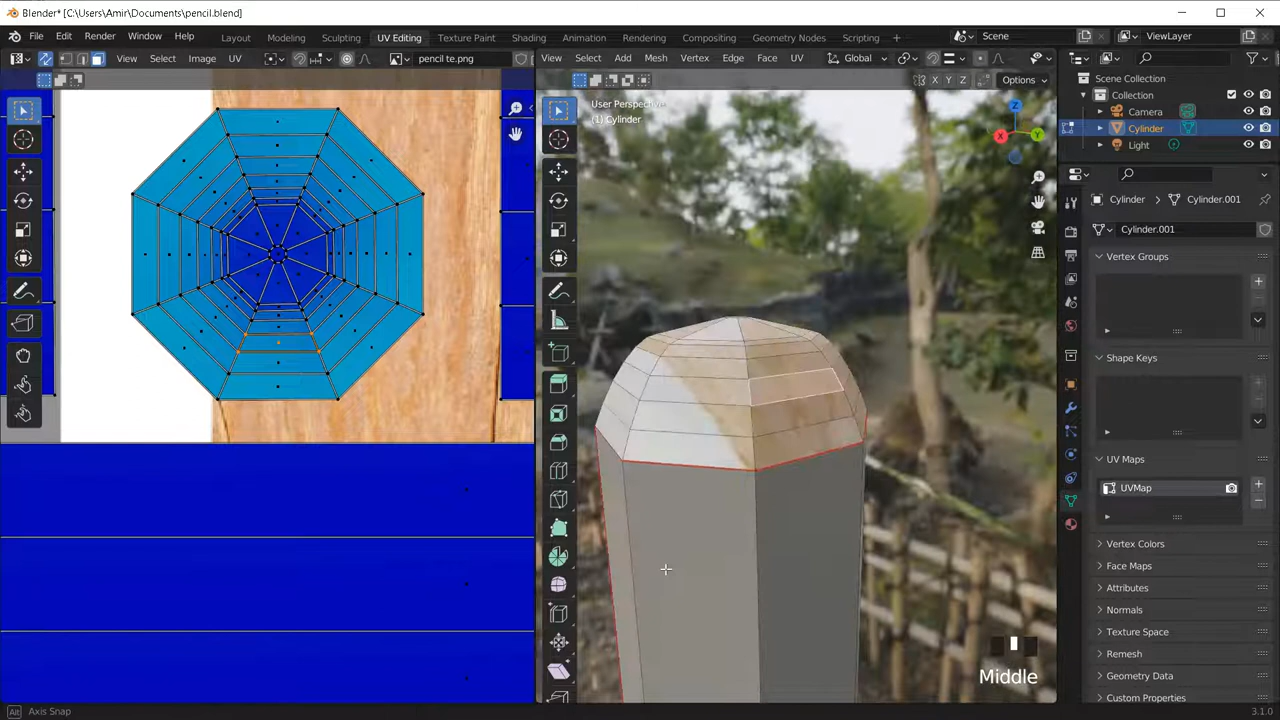 Blender* [C:\Users\Amir\Documents\pencil.blend]
File Edit Render Window Help Layout Modeling Sculpting UV Editing Texture Paint Shading Animation Rendering Compositing Geometry Nodes Scripting + Scene ViewLayer
View Select Image UV pencil te.png View Select Add Mesh Vertex Edge Face UV Global
X Y Z Options
User Perspective
(1) Cylinder
Z
X Y
Scene Collection
Collection
Camera
Cylinder
Light
Cylinder Cylinder.001
Cylinder.001
Vertex Groups
Shape Keys
UV Maps
UVMap
Vertex Colors
Face Maps
Attributes
Normals
Texture Space
Remesh
Geometry Data
Custom Properties
Middle
Alt Axis Snap 3.1.0